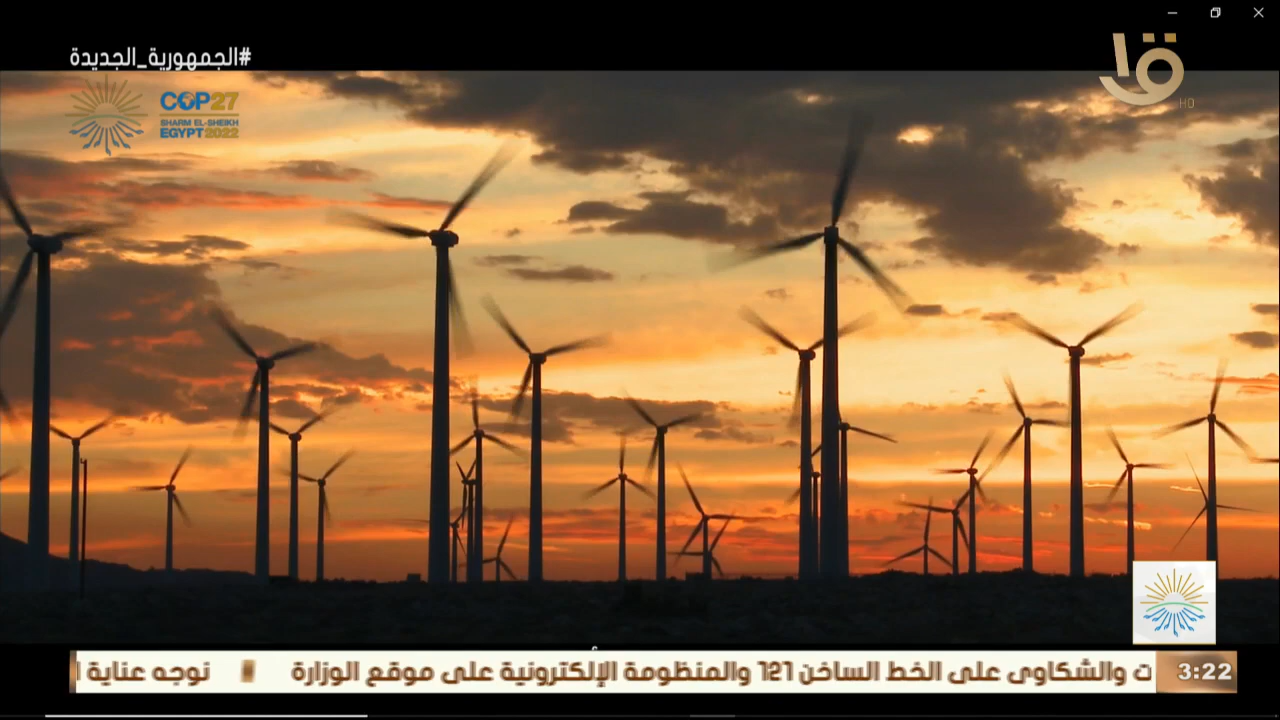 #الجمهورية_الجديدة
COP27
SHARM EL-SHEIKH
EGYPT 2022
HD
ت والشكاوى على الخط الساخن 121 والمنظومة الإلكترونية على موقع الوزارة
نوجه عناية ا
3:22